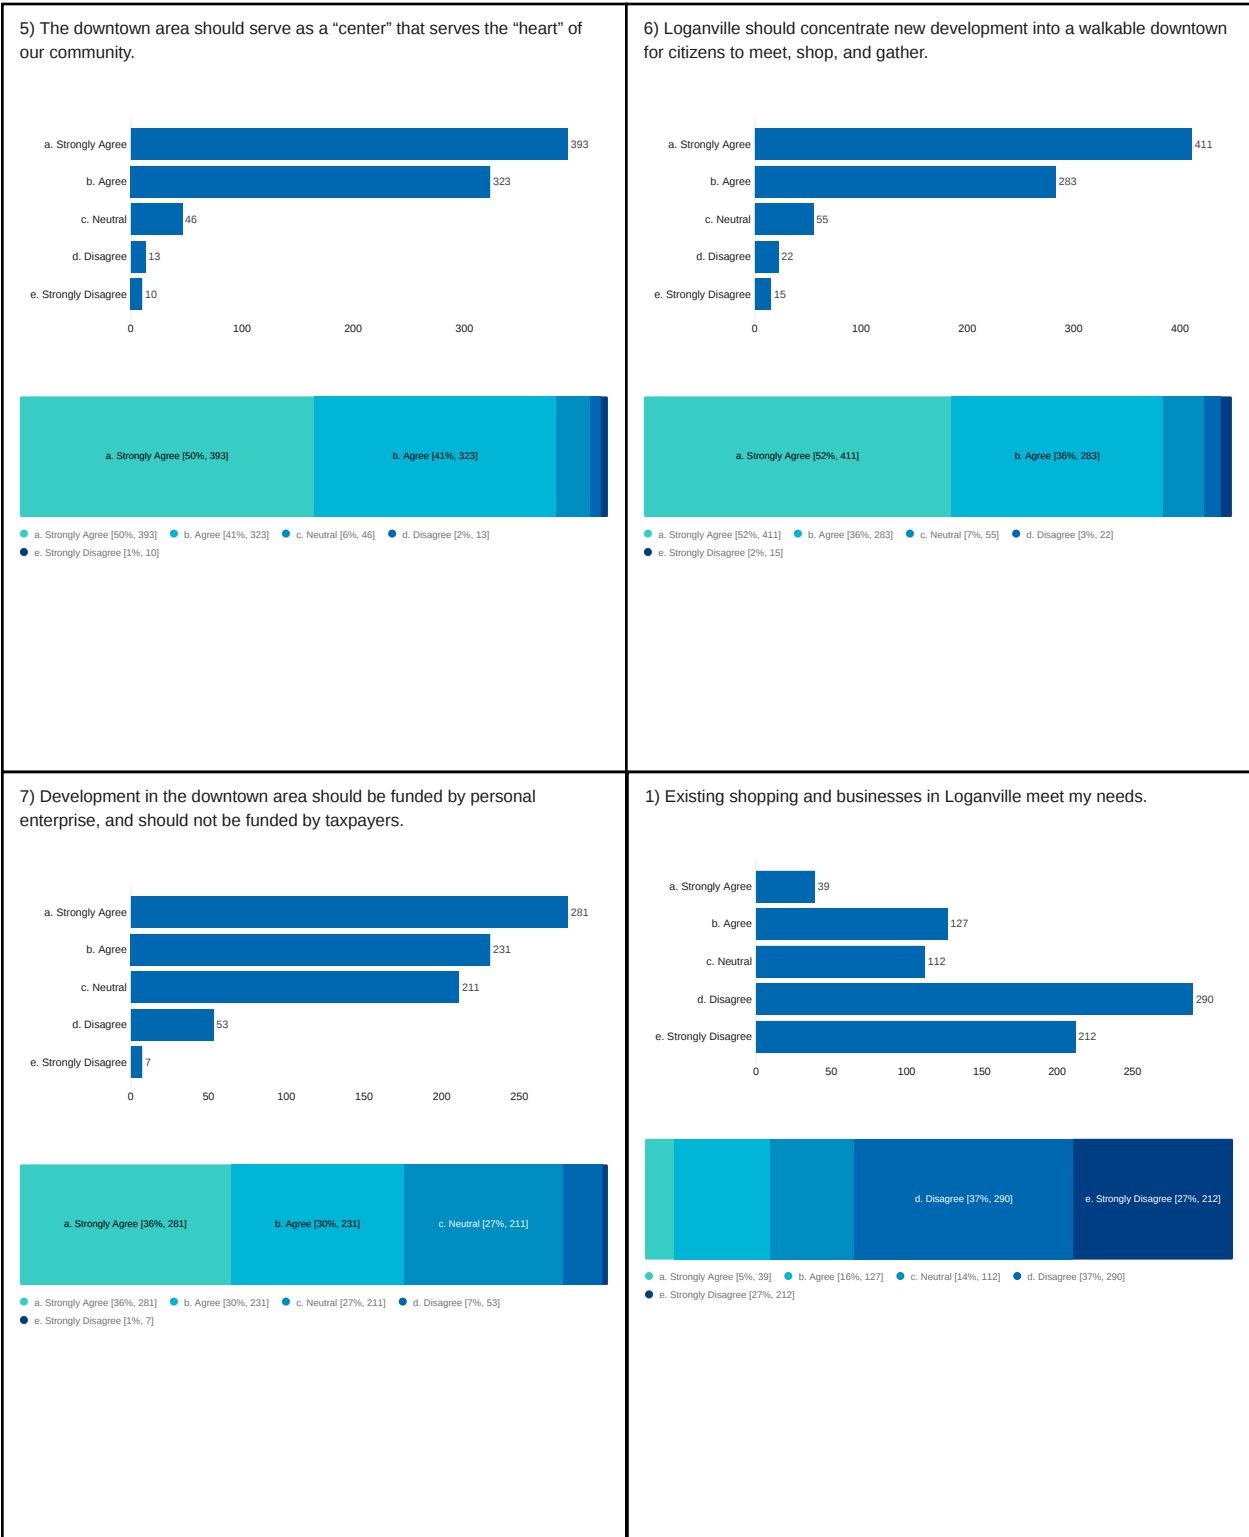 5) The downtown area should serve as a “center” that serves the “heart” of
our community.
a. Strongly Agree 393
b. Agree 323
c. Neutral 46
d. Disagree 13
e. Strongly Disagree 10
0 100 200 300
a. Strongly Agree [50%, 393] b. Agree [41%, 323]
a. Strongly Agree [50%, 393] b. Agree [41%, 323] c. Neutral [6%, 46] d. Disagree [2%, 13]
e. Strongly Disagree [1%, 10]
6) Loganville should concentrate new development into a walkable downtown
for citizens to meet, shop, and gather.
a. Strongly Agree 411
b. Agree 283
c. Neutral 55
d. Disagree 22
e. Strongly Disagree 15
0 100 200 300 400
a. Strongly Agree [52%, 411] b. Agree [36%, 283]
a. Strongly Agree [52%, 411] b. Agree [36%, 283] c. Neutral [7%, 55] d. Disagree [3%, 22]
e. Strongly Disagree [2%, 15]
7) Development in the downtown area should be funded by personal
enterprise, and should not be funded by taxpayers.
a. Strongly Agree 281
b. Agree 231
c. Neutral 211
d. Disagree 53
e. Strongly Disagree 7
0 50 100 150 200 250
a. Strongly Agree [36%, 281] b. Agree [30%, 231] c. Neutral [27%, 211]
a. Strongly Agree [36%, 281] b. Agree [30%, 231] c. Neutral [27%, 211] d. Disagree [7%, 53]
e. Strongly Disagree [1%, 7]
1) Existing shopping and businesses in Loganville meet my needs.
a. Strongly Agree 39
b. Agree 127
c. Neutral 112
d. Disagree 290
e. Strongly Disagree 212
0 50 100 150 200 250
d. Disagree [37%, 290] e. Strongly Disagree [27%, 212]
a. Strongly Agree [5%, 39] b. Agree [16%, 127] c. Neutral [14%, 112] d. Disagree [37%, 290]
e. Strongly Disagree [27%, 212]